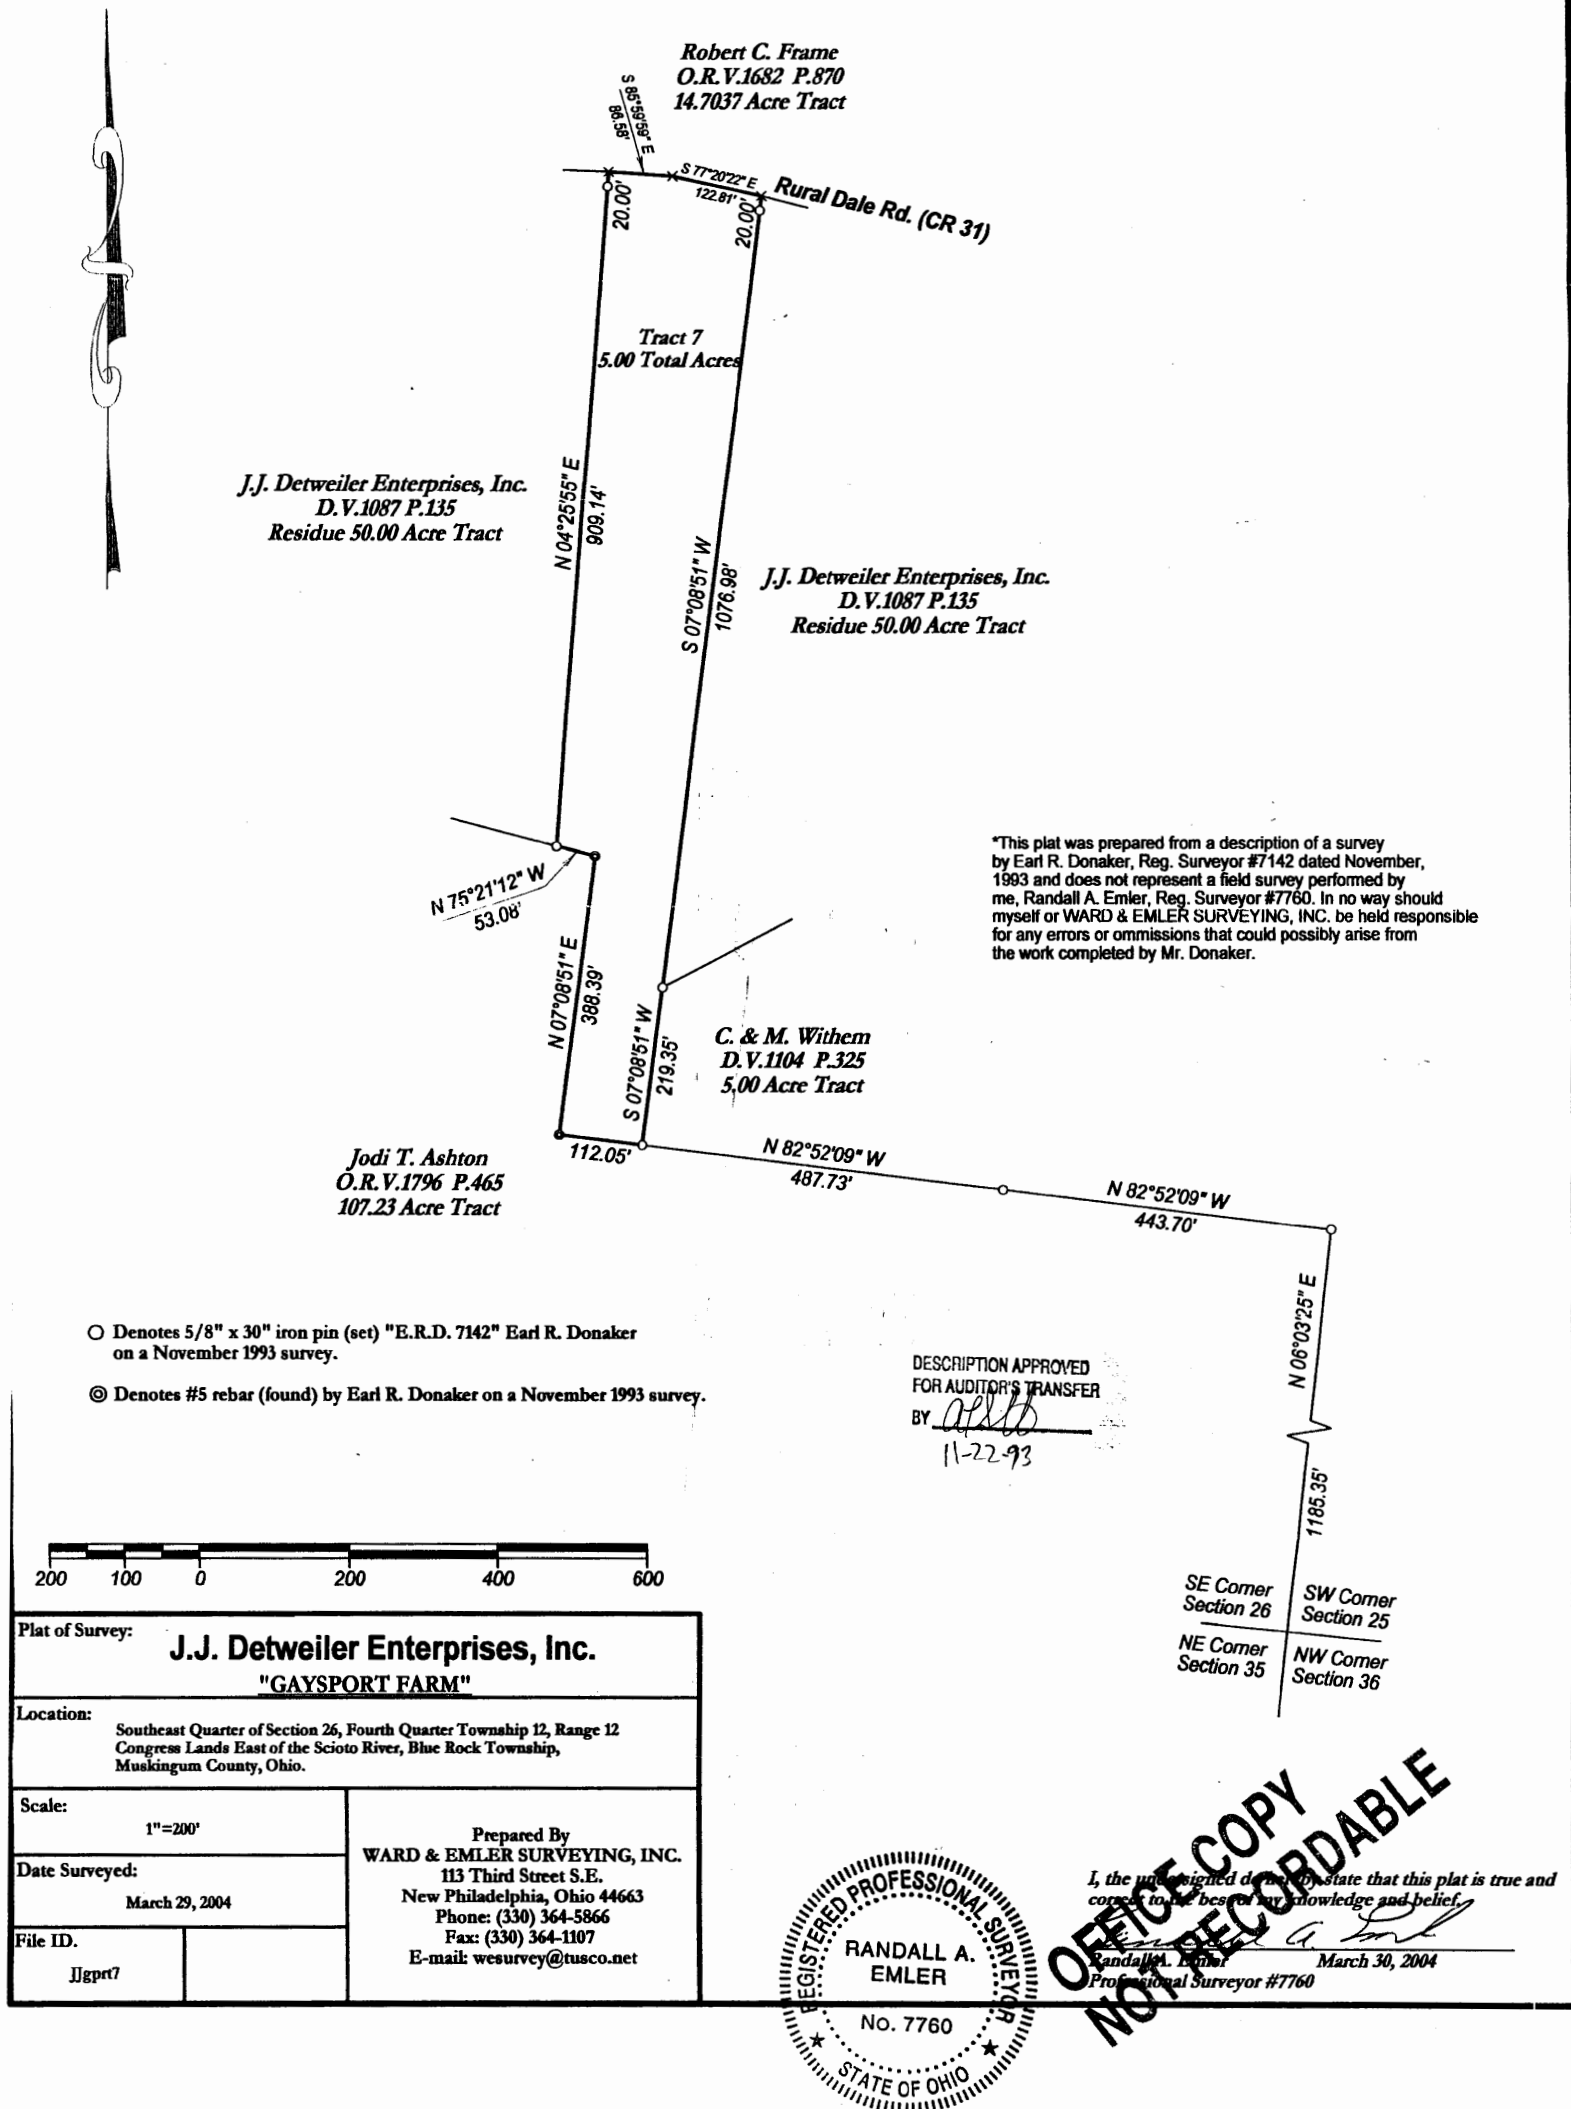 Robert C. Frame
O.R.V.1682 P.870
14.7037 Acre Tract
S 85°59'59" E
86.58'
S 77°20'22" E
122.81'
Rural Dale Rd. (CR 31)
20.00'
20.00'
Tract 7
5.00 Total Acres
J.J. Detweiler Enterprises, Inc.
D.V.1087 P.135
Residue 50.00 Acre Tract
N 04°25'55" E
909.14'
S 07°08'51" W
1076.98'
J.J. Detweiler Enterprises, Inc.
D.V.1087 P.135
Residue 50.00 Acre Tract
N 75°21'12" W
53.08'
*This plat was prepared from a description of a survey
by Earl R. Donaker, Reg. Surveyor #7142 dated November,
1993 and does not represent a field survey performed by
me, Randall A. Emler, Reg. Surveyor #7760. In no way should
myself or WARD & EMLER SURVEYING, INC. be held responsible
for any errors or ommissions that could possibly arise from
the work completed by Mr. Donaker.
N 07°08'51" E
388.39'
S 07°08'51" W
219.35'
C. & M. Withem
D.V.1104 P.325
5.00 Acre Tract
Jodi T. Ashton
O.R.V.1796 P.465
107.23 Acre Tract
112.05'
N 82°52'09" W
487.73'
N 82°52'09" W
443.70'
N 06°03'25" E
1185.35'
Denotes 5/8" x 30" iron pin (set) "E.R.D. 7142" Earl R. Donaker
on a November 1993 survey.
Denotes #5 rebar (found) by Earl R. Donaker on a November 1993 survey.
DESCRIPTION APPROVED
FOR AUDITOR'S TRANSFER
BY
11-22-93
SE Corner
Section 26
SW Corner
Section 25
NE Corner
Section 35
NW Corner
Section 36
200 100 0 200 400 600
Plat of Survey:
J.J. Detweiler Enterprises, Inc.
"GAYSPORT FARM"
Location:
Southeast Quarter of Section 26, Fourth Quarter Township 12, Range 12
Congress Lands East of the Scioto River, Blue Rock Township,
Muskingum County, Ohio.
Scale:
1"=200'
Date Surveyed:
March 29, 2004
File ID.
JJgprt7
Prepared By
WARD & EMLER SURVEYING, INC.
113 Third Street S.E.
New Philadelphia, Ohio 44663
Phone: (330) 364-5866
Fax: (330) 364-1107
E-mail: wesurvey@tusco.net
REGISTERED PROFESSIONAL SURVEYOR
RANDALL A.
EMLER
No. 7760
STATE OF OHIO
OFFICE COPY
NOT RECORDABLE
I, the undersigned do hereby state that this plat is true and
correct to the best of my knowledge and belief.
Randall A. Emler March 30, 2004
Professional Surveyor #7760